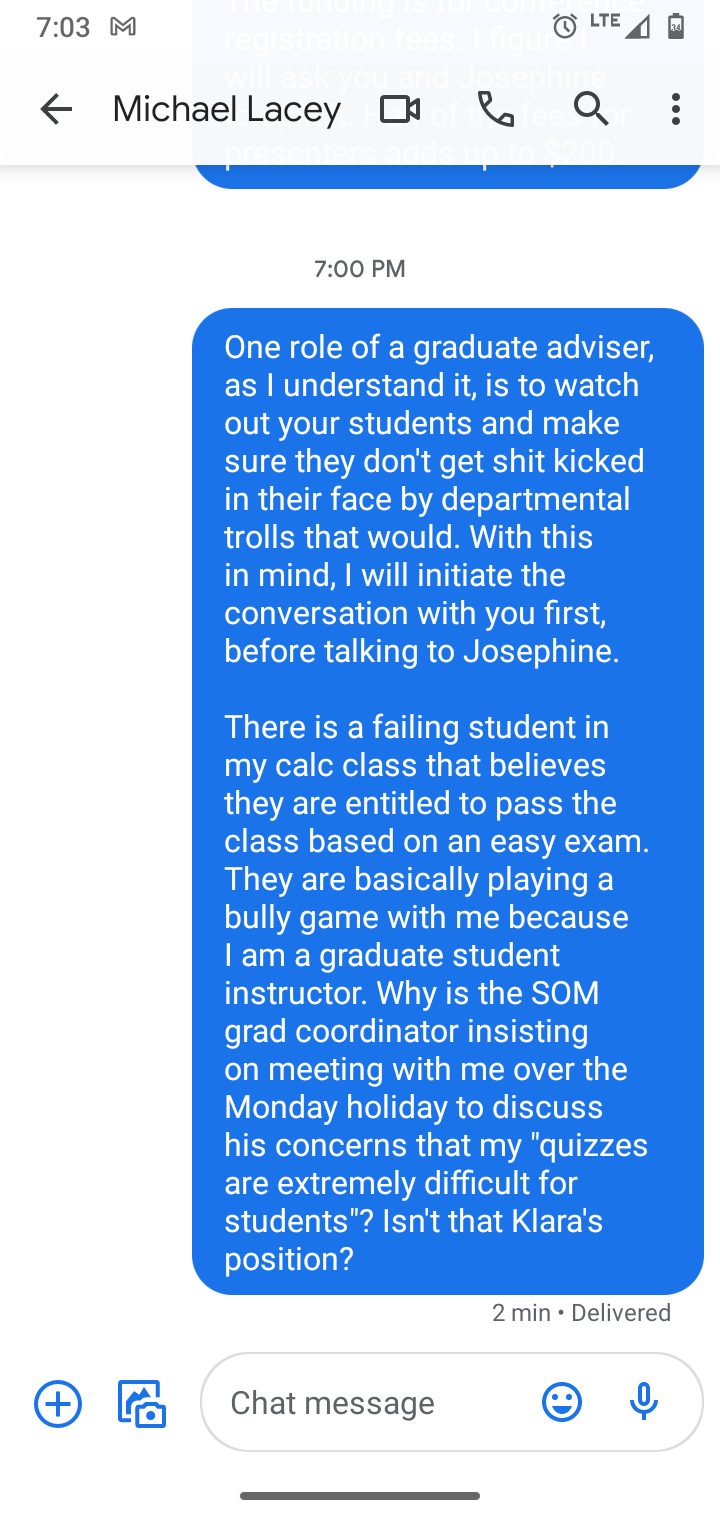 7:03
LTE
34
The funding is for conference
registration fees. I figure I
will ask you and Josephine
Michael Lacey
of the fees for
presenters adds up to $200.
7:00 PM
One role of a graduate adviser,
as I understand it, is to watch
out your students and make
sure they don't get shit kicked
in their face by departmental
trolls that would. With this
in mind, I will initiate the
conversation with you first,
before talking to Josephine.
There is a failing student in
my calc class that believes
they are entitled to pass the
class based on an easy exam.
They are basically playing a
bully game with me because
I am a graduate student
instructor. Why is the SOM
grad coordinator insisting
on meeting with me over the
Monday holiday to discuss
his concerns that my "quizzes
are extremely difficult for
students"? Isn't that Klara's
position?
2 min • Delivered
Chat message